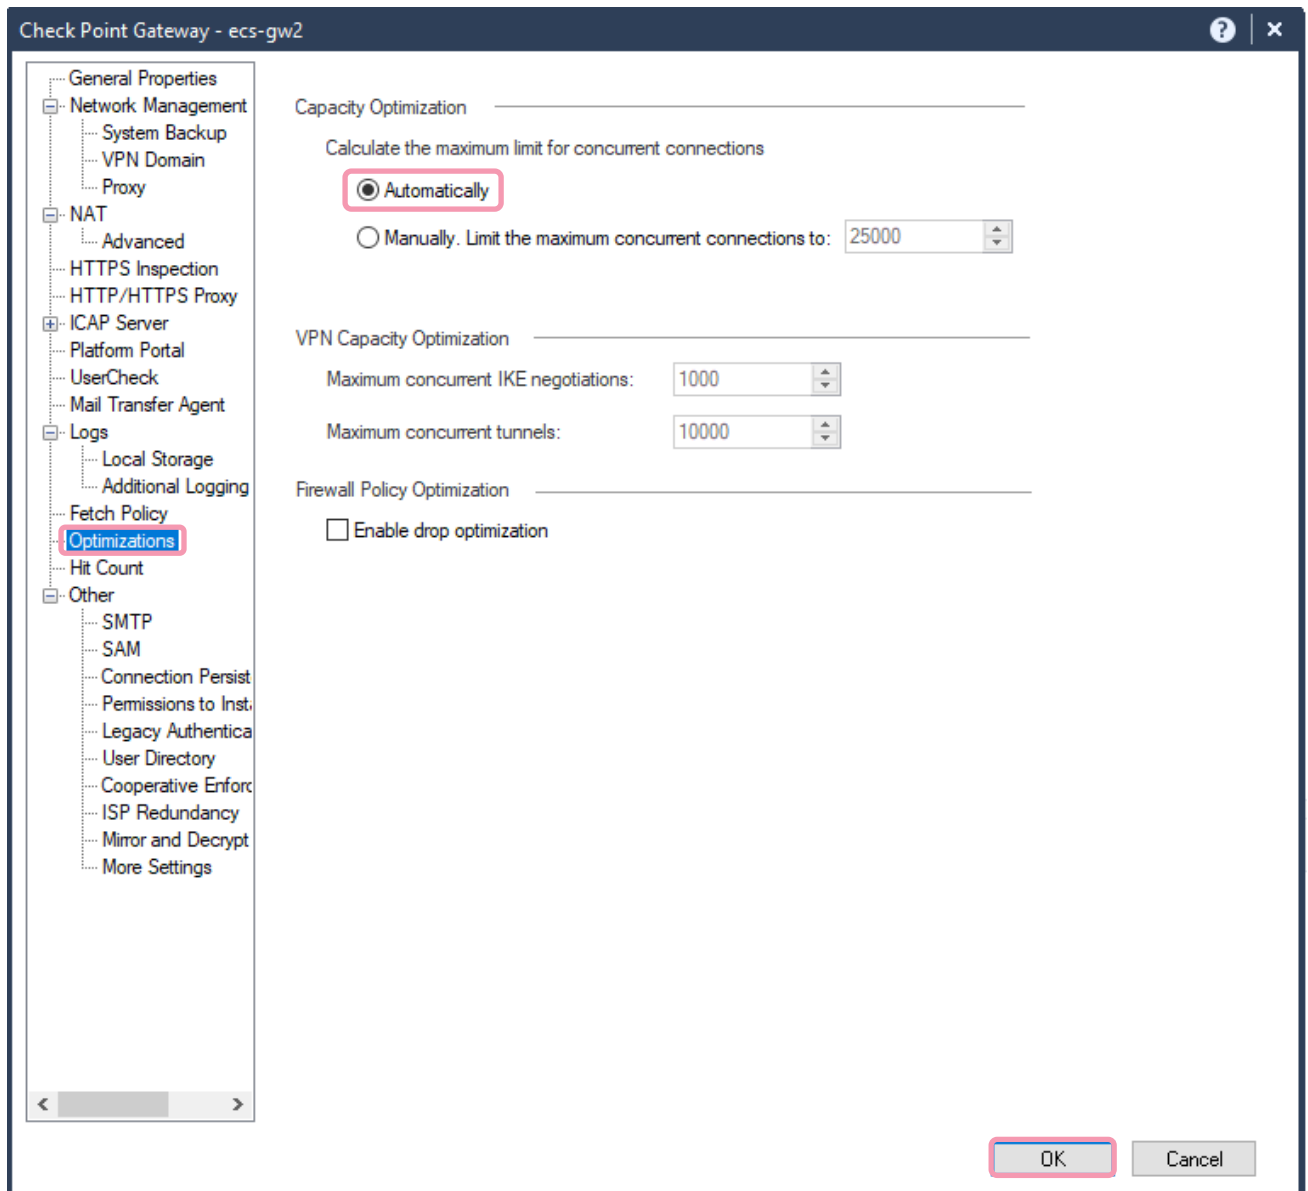 Check Point Gateway - ecs-gw2
General Properties
Network Management
System Backup
VPN Domain
Proxy
NAT
Advanced
HTTPS Inspection
HTTP/HTTPS Proxy
ICAP Server
Platform Portal
UserCheck
Mail Transfer Agent
Logs
Local Storage
Additional Logging
Fetch Policy
Optimizations
Hit Count
Other
SMTP
SAM
Connection Persist
Permissions to Inst
Legacy Authentica
User Directory
Cooperative Enforc
ISP Redundancy
Mirror and Decrypt
More Settings
Capacity Optimization
Calculate the maximum limit for concurrent connections
Automatically
Manually. Limit the maximum concurrent connections to: 25000
VPN Capacity Optimization
Maximum concurrent IKE negotiations: 1000
Maximum concurrent tunnels: 10000
Firewall Policy Optimization
Enable drop optimization
OK Cancel